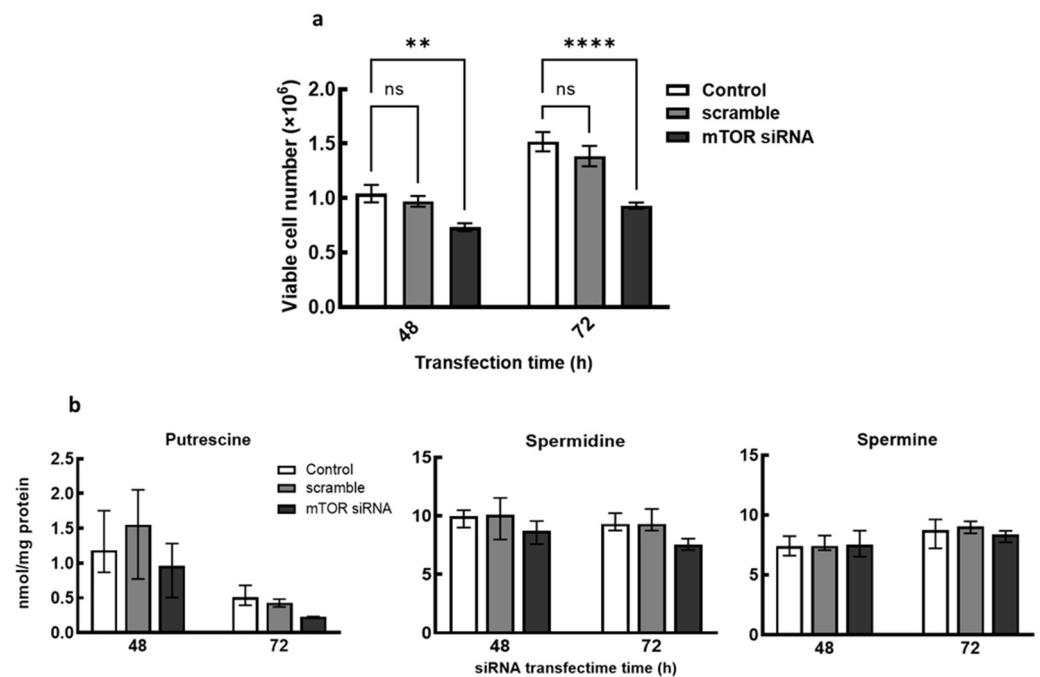 a
** ****
ns ns
2.0
1.5
1.0
0.5
0.0
Viable cell number (×10⁶)
Control
scramble
mTOR siRNA
48 72
Transfection time (h)
b
Putrescine
2.5
2.0
1.5
1.0
0.5
0.0
nmol/mg protein
Control
scramble
mTOR siRNA
48 72
Spermidine
15
10
5
0
48 72
siRNA transfectime time (h)
Spermine
15
10
5
0
48 72